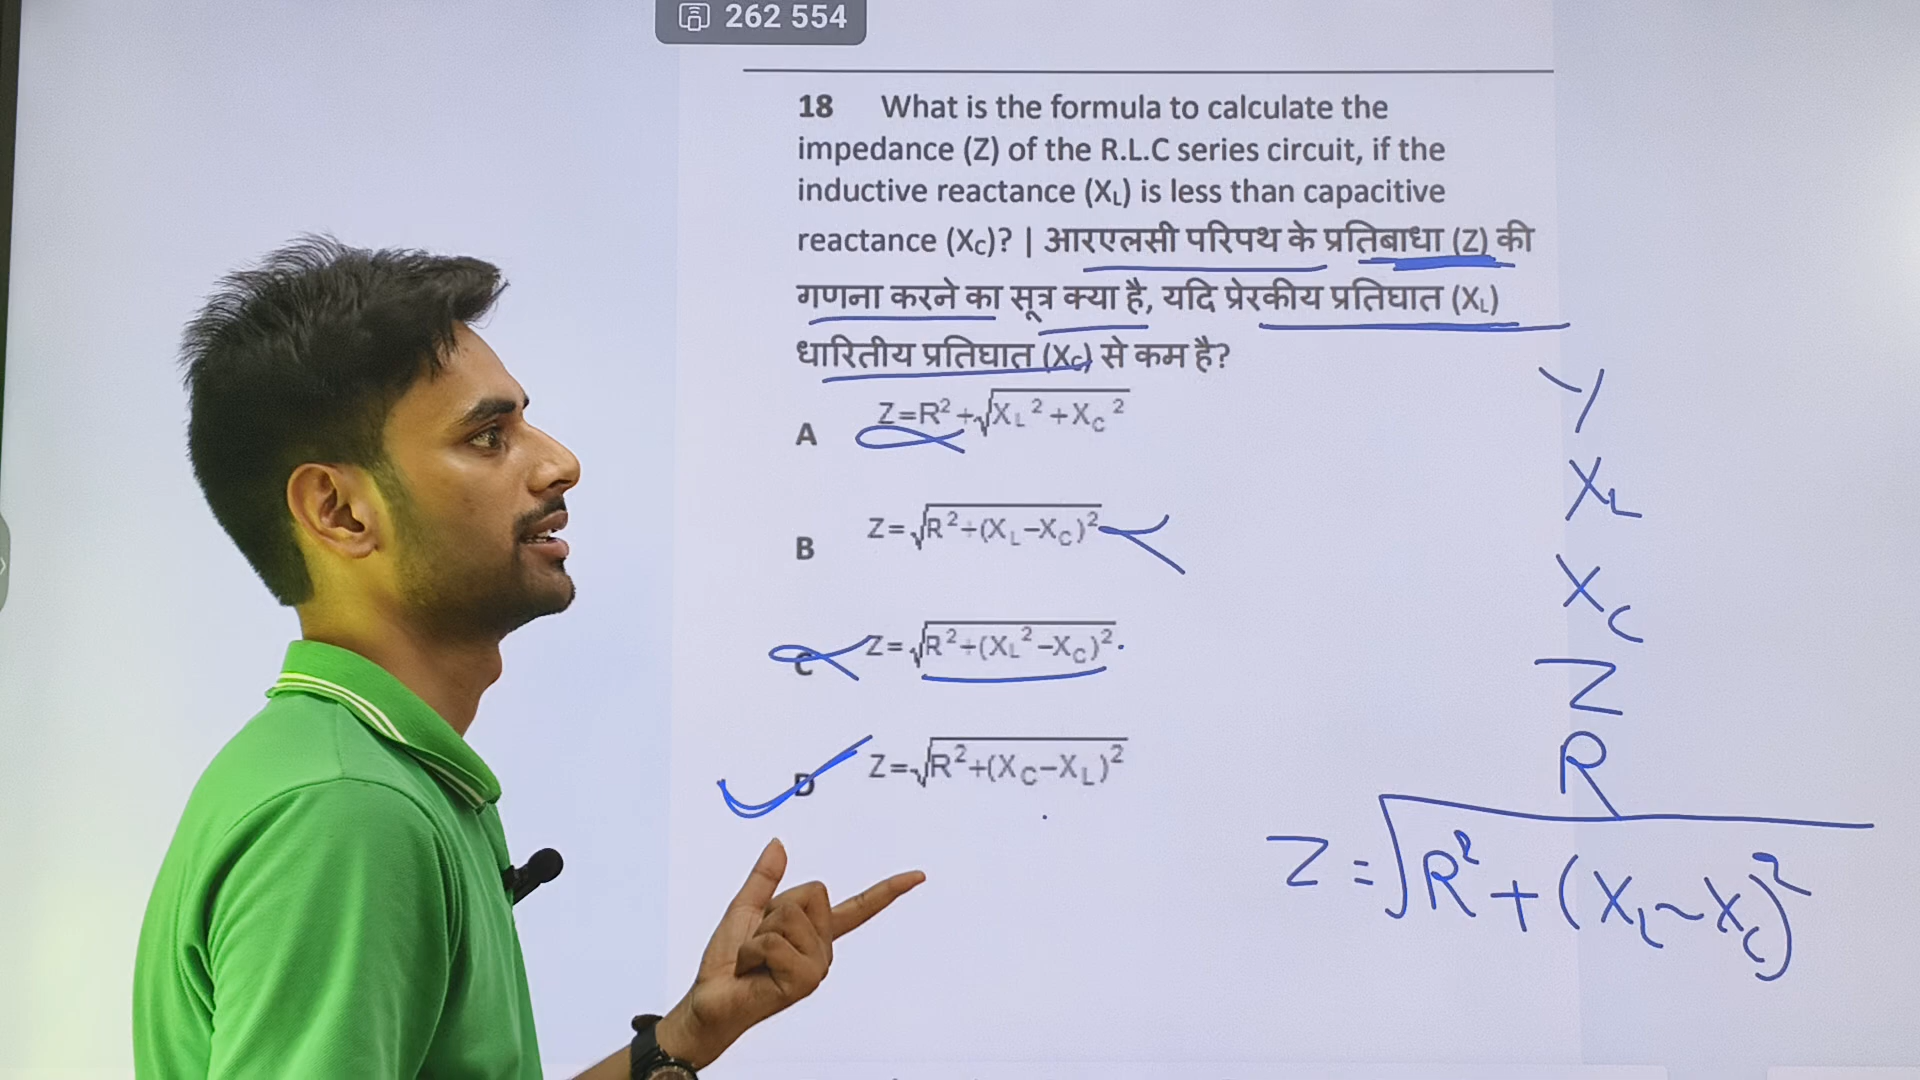 262 554
18 What is the formula to calculate the
impedance (Z) of the R.L.C series circuit, if the
inductive reactance (XL) is less than capacitive
reactance (XC)? | आरएलसी परिपथ के प्रतिबाधा (Z) की
गणना करने का सूत्र क्या है, यदि प्रेरकीय प्रतिघात (XL)
धारितीय प्रतिघात (XC) से कम है?
A Z=R²+√XL²+XC²
B Z=√R²+(XL−XC)²
C Z=√R²+(XL²−XC)²
D Z=√R²+(XC−XL)²
XL
XC
Z
R
Z=√R²+(XL~XC)²